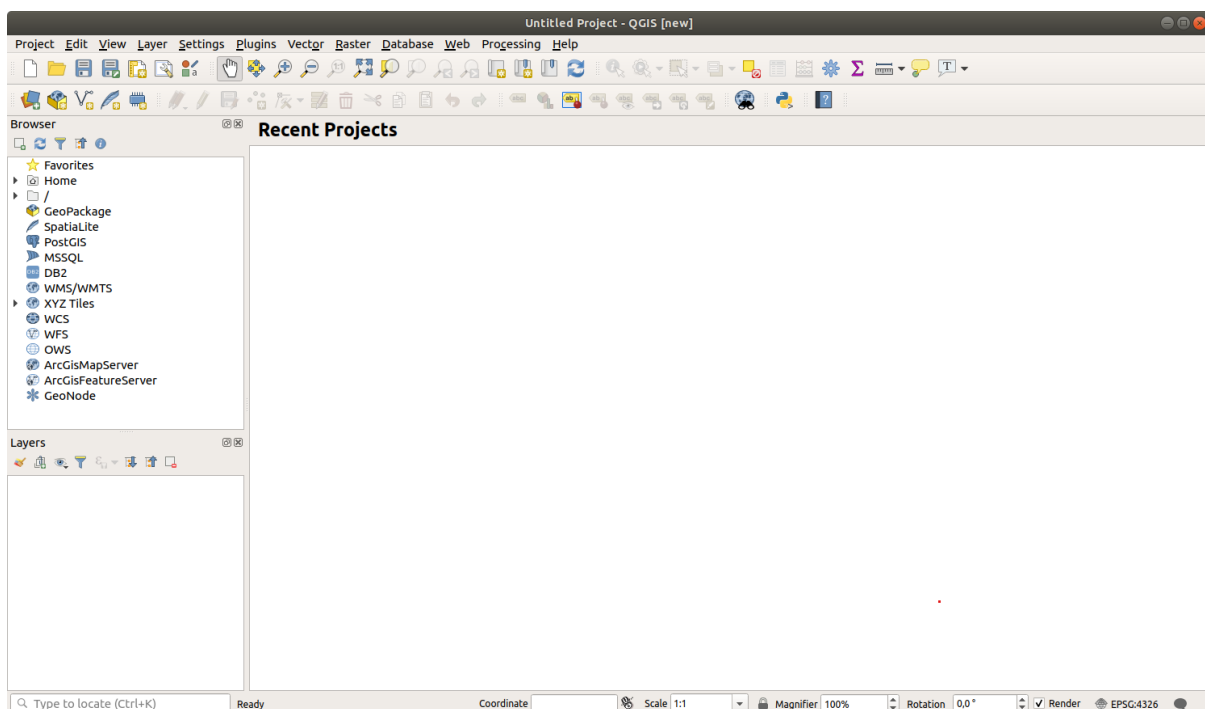 Untitled Project - QGIS [new]
Project Edit View Layer Settings Plugins Vector Raster Database Web Processing Help
Browser
Recent Projects
Favorites
Home
/
GeoPackage
SpatiaLite
PostGIS
MSSQL
DB2
WMS/WMTS
XYZ Tiles
WCS
WFS
OWS
ArcGisMapServer
ArcGisFeatureServer
GeoNode
Layers
Type to locate (Ctrl+K) Ready Coordinate Scale 1:1 Magnifier 100% Rotation 0,0 ° Render EPSG:4326